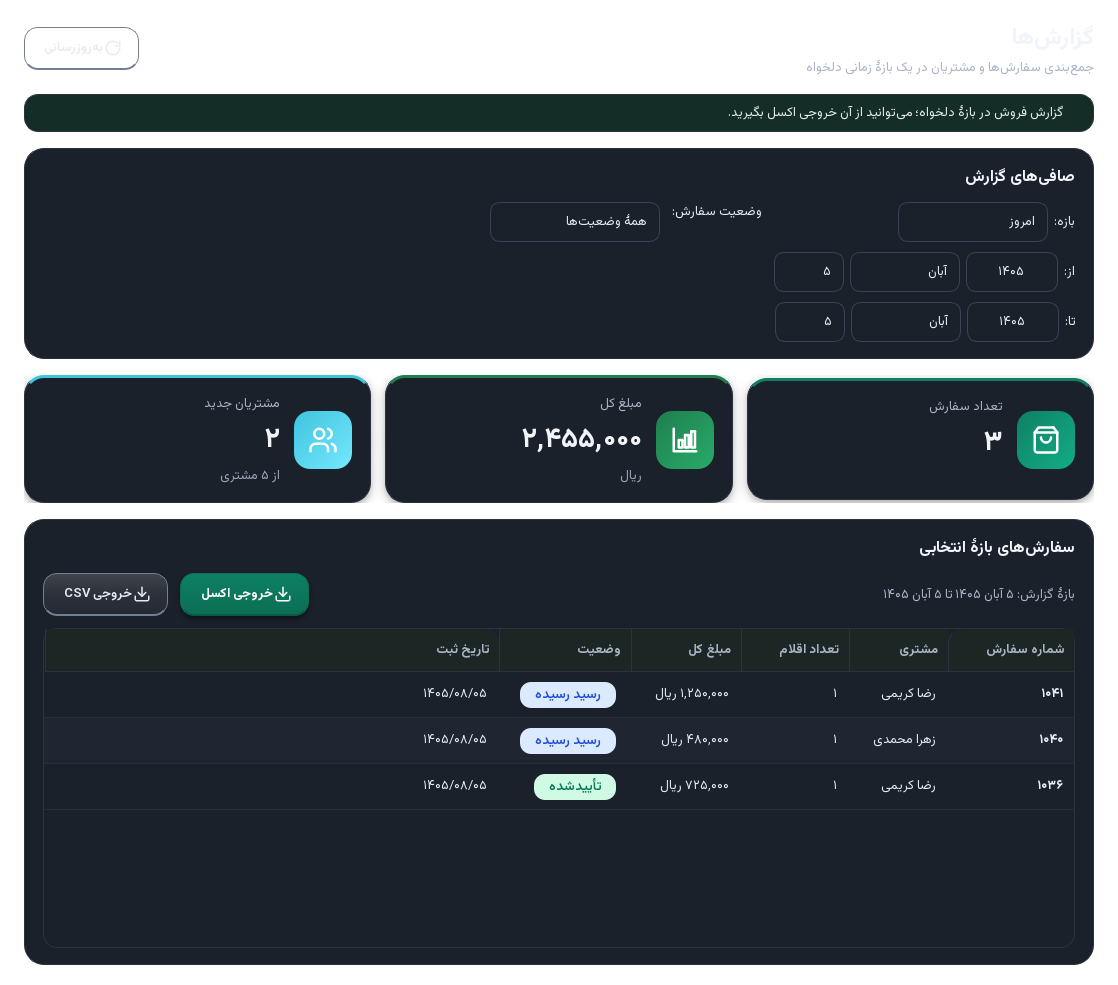 گزارش‌ها
به‌روزرسانی
جمع‌بندی سفارش‌ها و مشتریان در یک بازهٔ زمانی دلخواه
گزارش فروش در بازهٔ دلخواه؛ می‌توانید از آن خروجی اکسل بگیرید.
صافی‌های گزارش
بازه: امروز وضعیت سفارش: همهٔ وضعیت‌ها
از: ۱۴۰۵ آبان ۵
تا: ۱۴۰۵ آبان ۵
تعداد سفارش
۳
مبلغ کل
۲,۴۵۵,۰۰۰
ریال
مشتریان جدید
۲
از ۵ مشتری
سفارش‌های بازهٔ انتخابی
بازهٔ گزارش: ۵ آبان ۱۴۰۵ تا ۵ آبان ۱۴۰۵
خروجی اکسل
خروجی CSV
شماره سفارش مشتری تعداد اقلام مبلغ کل وضعیت تاریخ ثبت
۱۰۴۱ رضا کریمی ۱ ۱,۲۵۰,۰۰۰ ریال رسید رسیده ۱۴۰۵/۰۸/۰۵
۱۰۴۰ زهرا محمدی ۱ ۴۸۰,۰۰۰ ریال رسید رسیده ۱۴۰۵/۰۸/۰۵
۱۰۳۶ رضا کریمی ۱ ۷۲۵,۰۰۰ ریال تأییدشده ۱۴۰۵/۰۸/۰۵